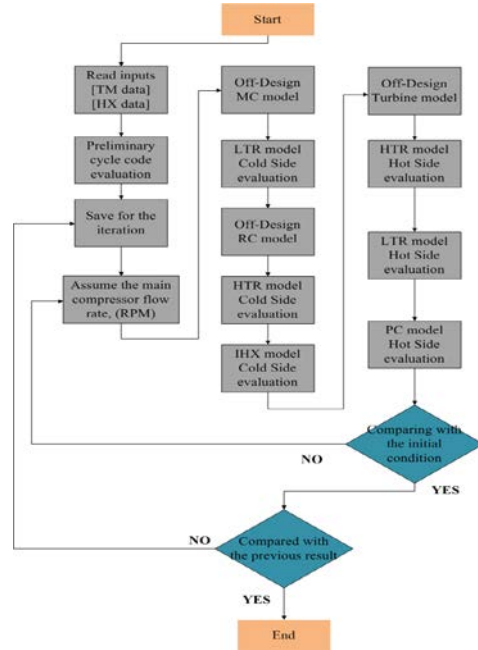 Start
Read inputs
[TM data]
[HX data]
Preliminary
cycle code
evaluation
Save for the
iteration
Assume the main
compressor flow
rate, (RPM)
Off-Design
MC model
LTR model
Cold Side
evaluation
Off-Design
RC model
HTR model
Cold Side
evaluation
IHX model
Cold Side
evaluation
Off-Design
Turbine model
HTR model
Hot Side
evaluation
LTR model
Hot Side
evaluation
PC model
Hot Side
evaluation
Comparing with
the initial
condition
NO
YES
Compared with
the previous result
NO
YES
End